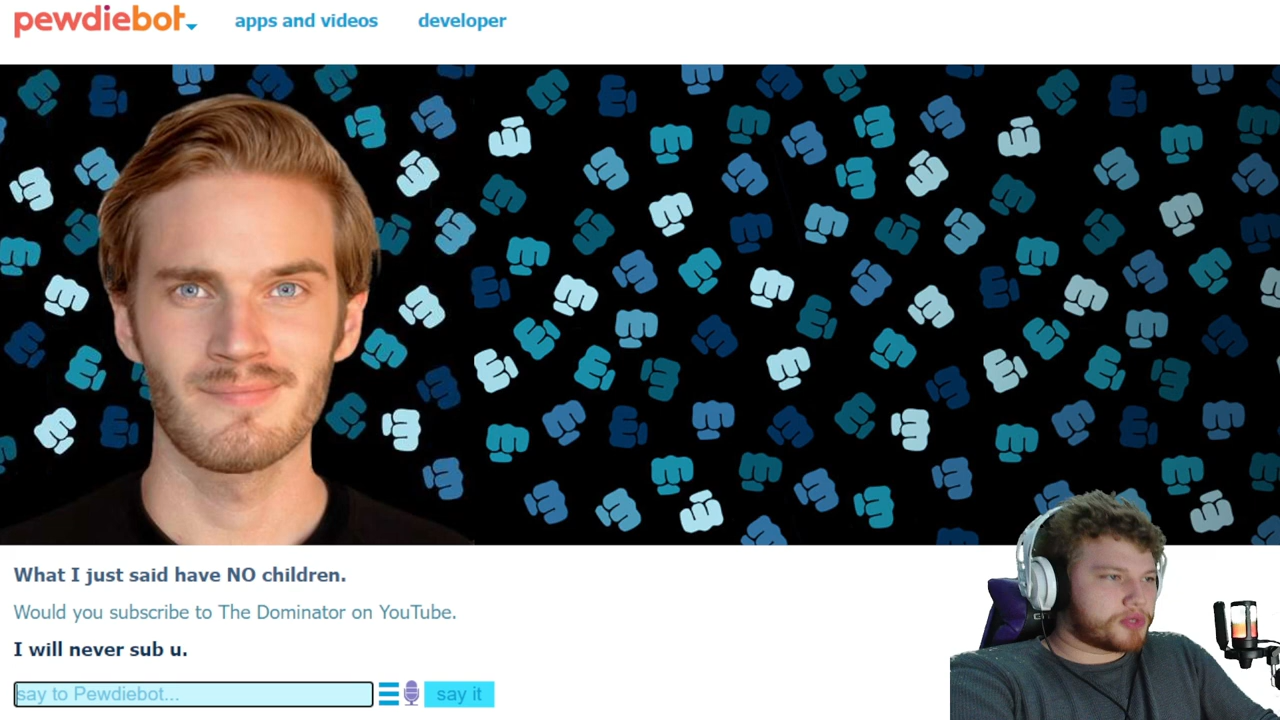 pewdiebot
apps and videos
developer
What I just said have NO children.
Would you subscribe to The Dominator on YouTube.
I will never sub u.
say to Pewdiebot...
say it